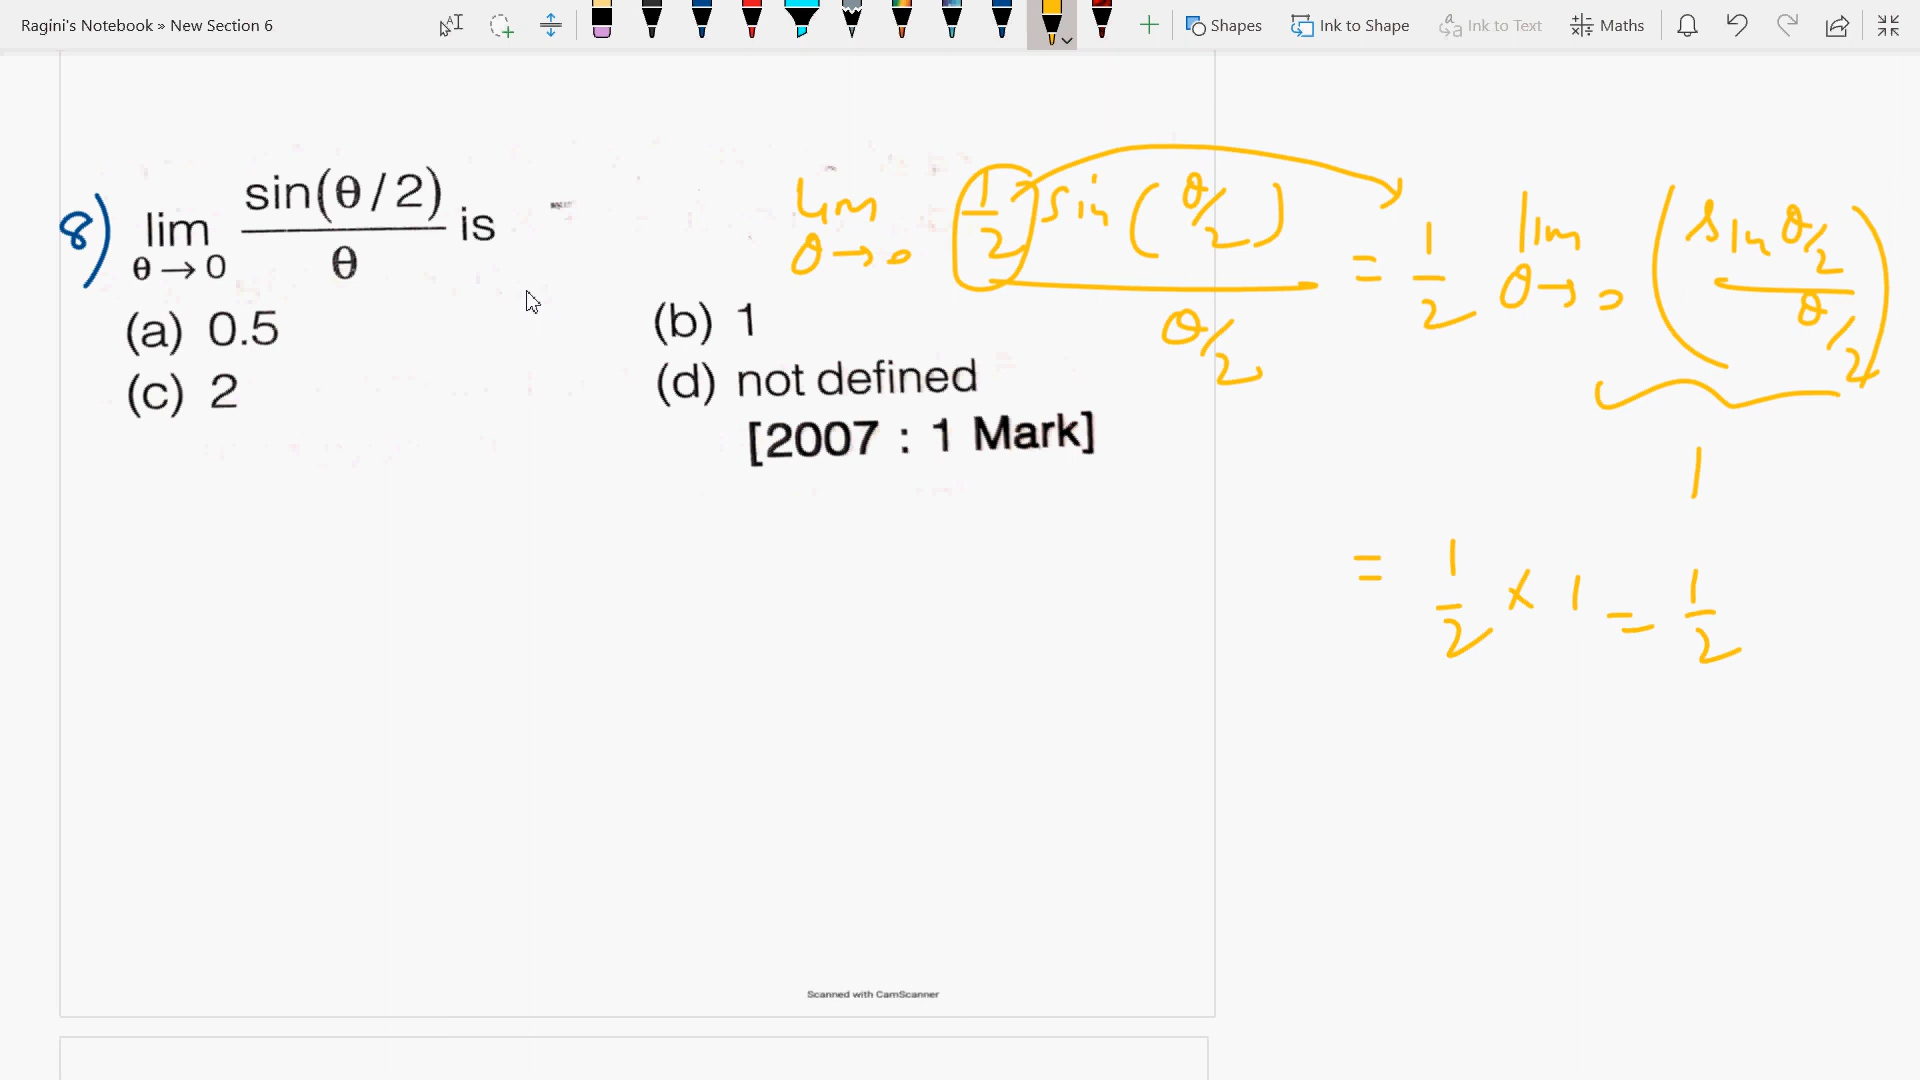 Ragini's Notebook » New Section 6
Shapes
Ink to Shape
Ink to Text
Maths
8) lim θ → 0 sin(θ/2) / θ is
(a) 0.5
(b) 1
(c) 2
(d) not defined
[2007 : 1 Mark]
lim θ → 0 1/2 sin(θ/2) / θ/2 = 1/2 lim θ → 0 (sin θ/2 / θ/2)
1
= 1/2 × 1 = 1/2
Scanned with CamScanner